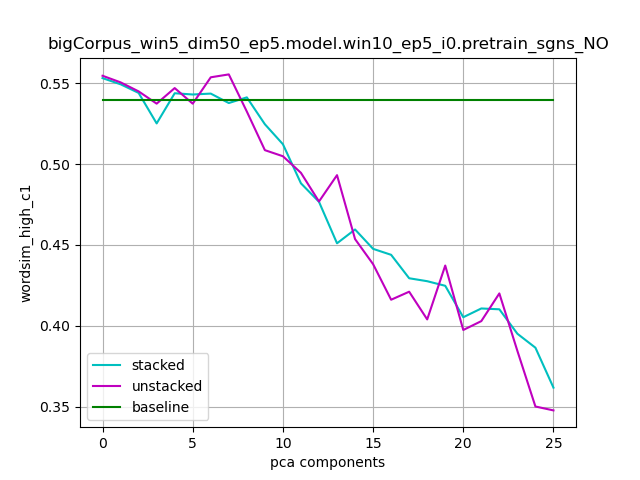 bigCorpus_win5_dim50_ep5.model.win10_ep5_i0.pretrain_sgns_NO
0.55
0.50
0.45
0.40
0.35
wordsim_high_c1
stacked
unstacked
baseline
0 5 10 15 20 25
pca components